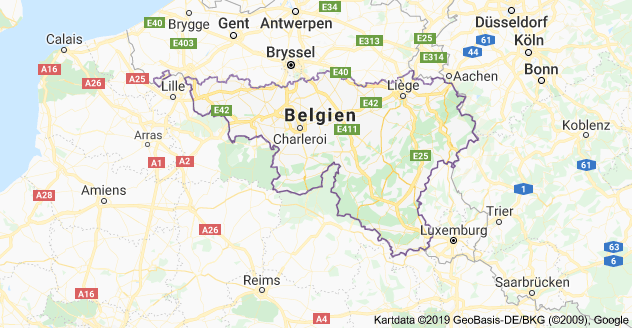 E40
Brygge
E34
Antwerpen
Düsseldorf
Calais
E403
Gent
E313
E25
61
Köln
Bryssel
E314
44
A16
A25
E40
Aachen
Bonn
Lille
Liège
E42
E42
Belgien
Arras
Charleroi
E411
Koblenz
A1
A2
E25
61
A28
Amiens
1
Trier
A26
Luxemburg
63
6
Reims
Saarbrücken
A16
A4
Kartdata ©2019 GeoBasis-DE/BKG (©2009), Google